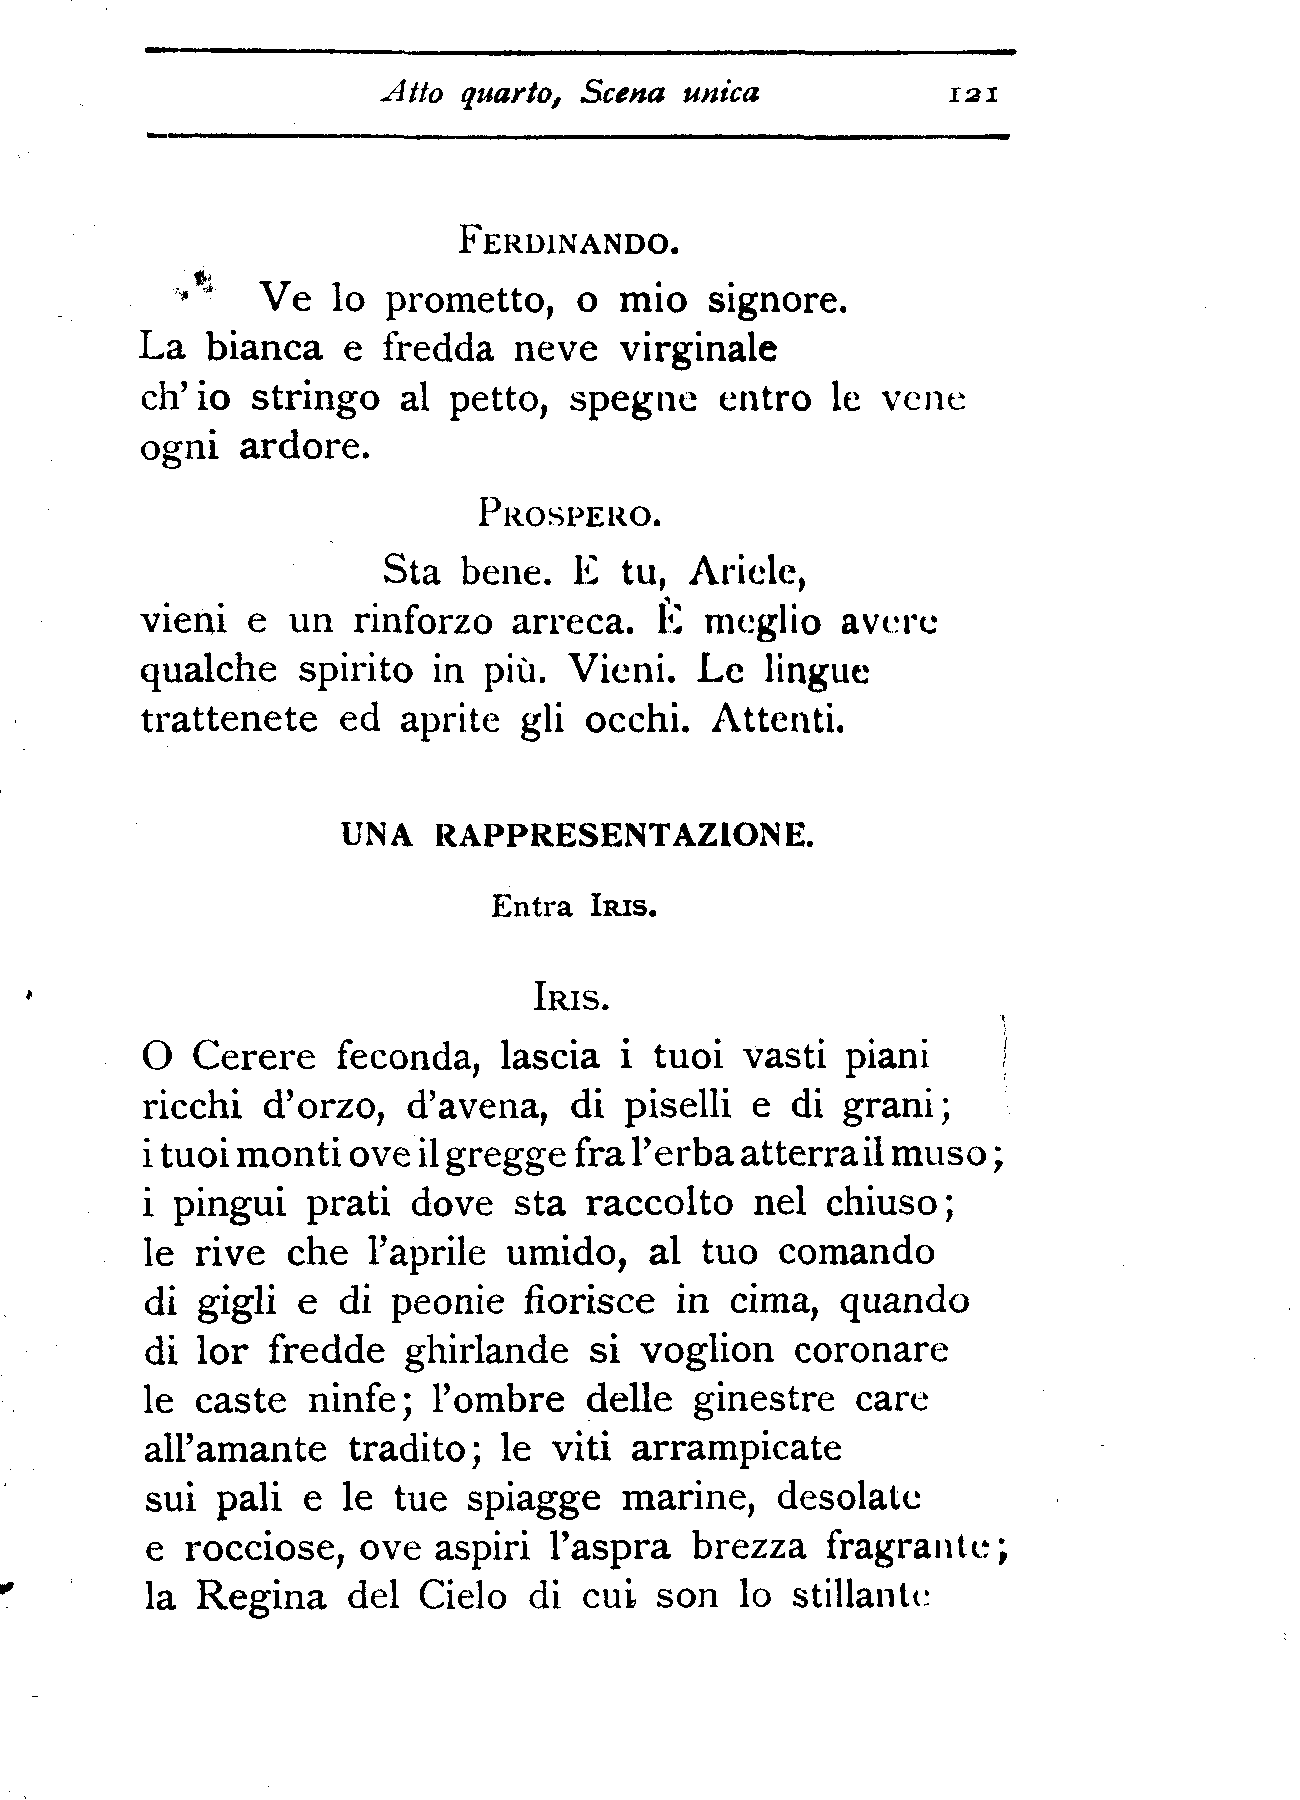 Atto quarto, Scena unica 121
FERDINANDO.
Ve lo prometto, o mio signore.
La bianca e fredda neve virginale
ch' io stringo al petto, spegne entro le vene
ogni ardore.
PROSPERO.
Sta bene. E tu, Ariele,
vieni e un rinforzo arreca. È meglio avere
qualche spirito in più. Vieni. Le lingue
trattenete ed aprite gli occhi. Attenti.
UNA RAPPRESENTAZIONE.
Entra IRIS.
IRIS.
O Cerere feconda, lascia i tuoi vasti piani
ricchi d'orzo, d'avena, di piselli e di grani;
i tuoi monti ove il gregge fra l'erba atterra il muso;
i pingui prati dove sta raccolto nel chiuso;
le rive che l'aprile umido, al tuo comando
di gigli e di peonie fiorisce in cima, quando
di lor fredde ghirlande si voglion coronare
le caste ninfe; l'ombre delle ginestre care
all'amante tradito; le viti arrampicate
sui pali e le tue spiagge marine, desolate
e rocciose, ove aspiri l'aspra brezza fragrante;
la Regina del Cielo di cui son lo stillante